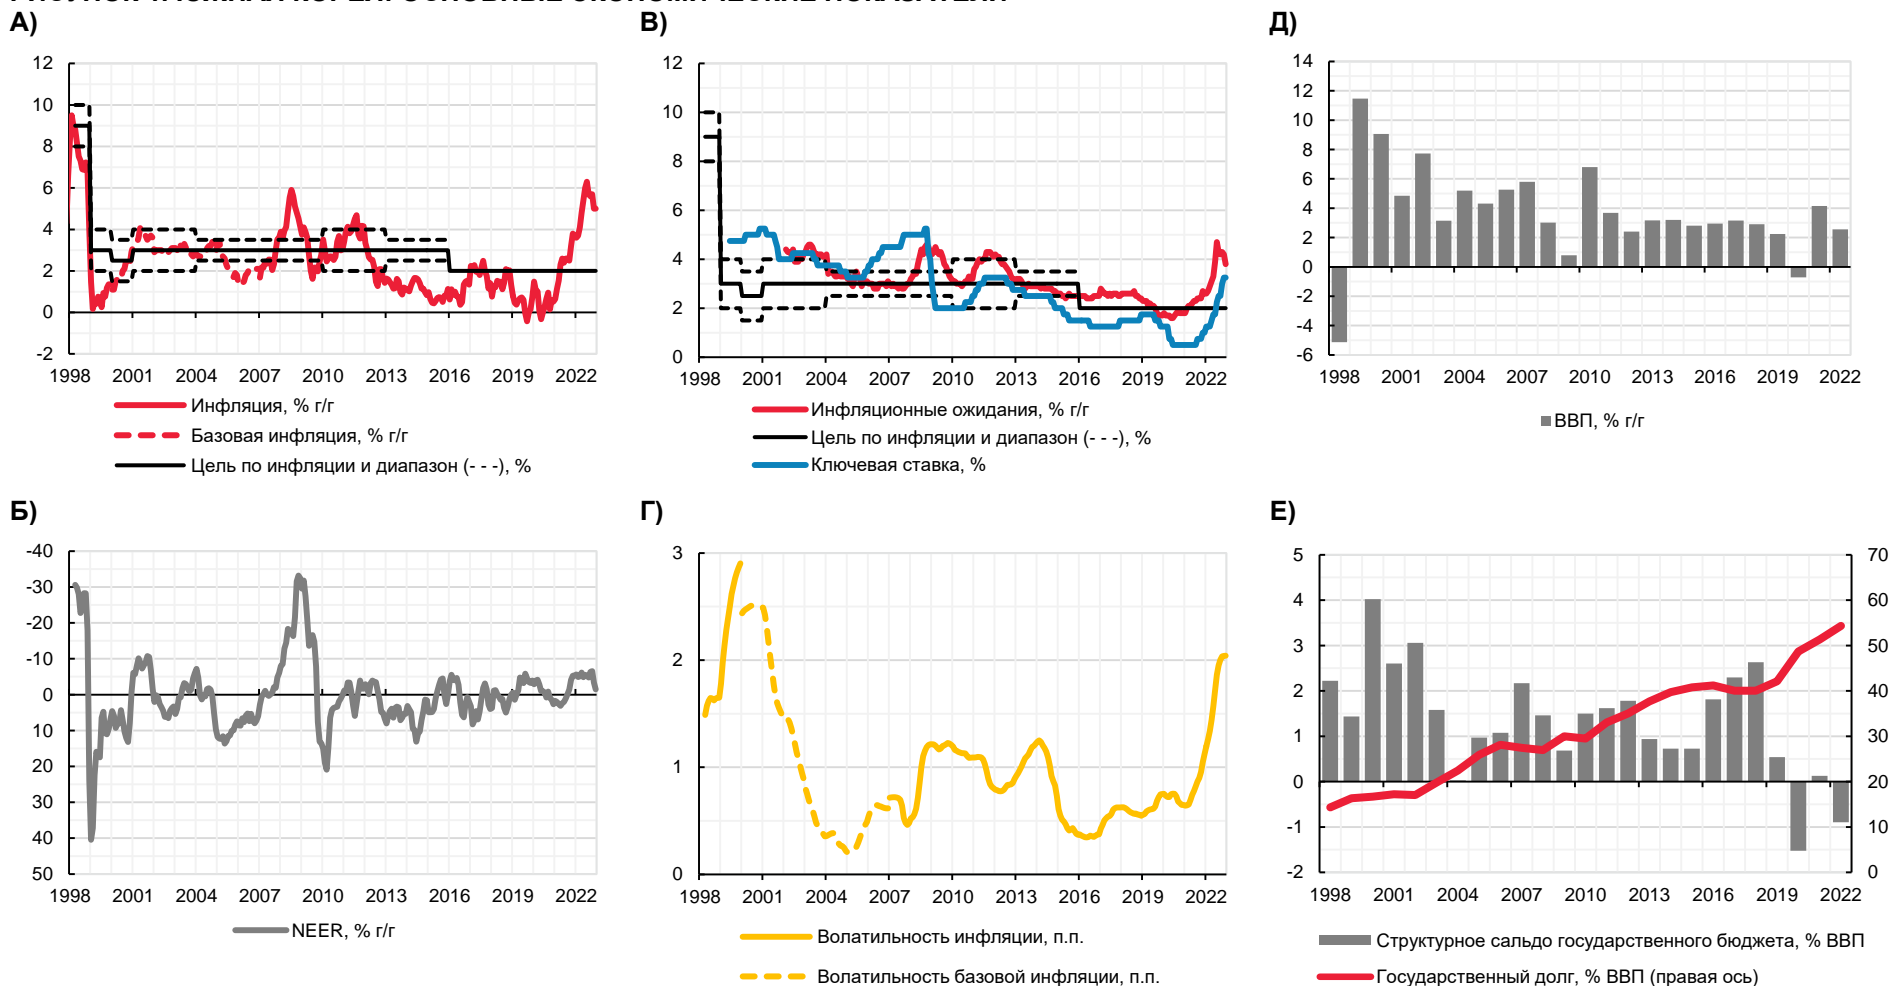 А)
12
10
8
6
4
2
0
-2
1998 2001 2004 2007 2010 2013 2016 2019 2022
Инфляция, % г/г
Базовая инфляция, % г/г
Цель по инфляции и диапазон (- - -), %
В)
12
10
8
6
4
2
0
1998 2001 2004 2007 2010 2013 2016 2019 2022
Инфляционные ожидания, % г/г
Цель по инфляции и диапазон (- - -), %
Ключевая ставка, %
Д)
14
12
10
8
6
4
2
0
-2
-4
-6
1998 2001 2004 2007 2010 2013 2016 2019 2022
ВВП, % г/г
Б)
-40
-30
-20
-10
0
10
20
30
40
50
1998 2001 2004 2007 2010 2013 2016 2019 2022
NEER, % г/г
Г)
3
2
1
0
1998 2001 2004 2007 2010 2013 2016 2019 2022
Волатильность инфляции, п.п.
Волатильность базовой инфляции, п.п.
Е)
5 70
4 60
3 50
2 40
1 30
0 20
-1 10
-2 0
1998 2001 2004 2007 2010 2013 2016 2019 2022
Структурное сальдо государственного бюджета, % ВВП
Государственный долг, % ВВП (правая ось)